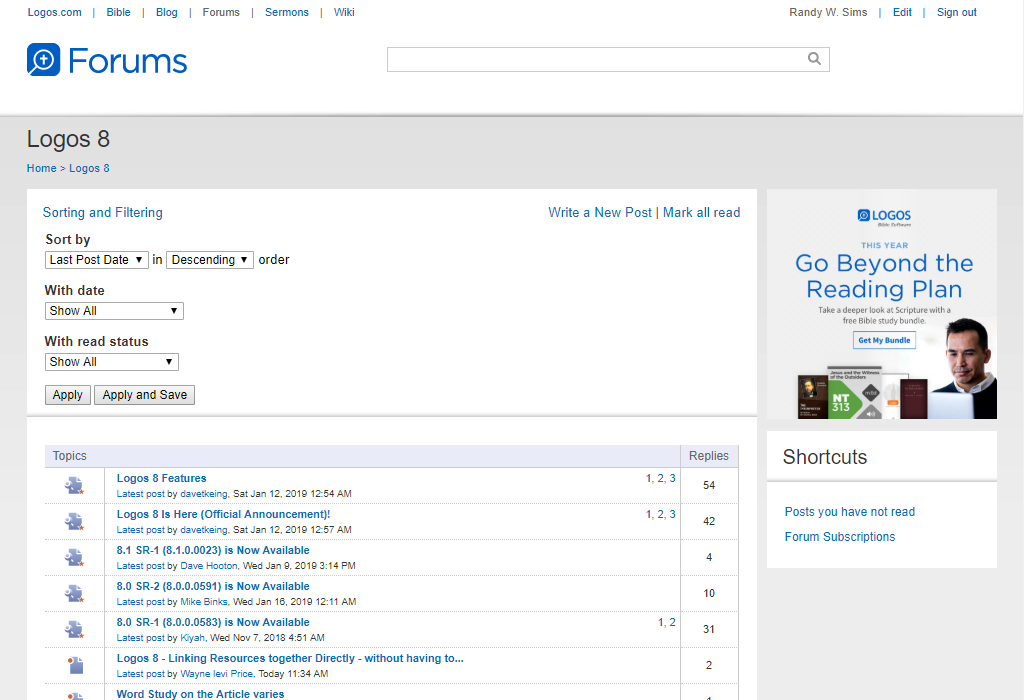 Logos.com | Bible | Blog | Forums | Sermons | Wiki
Randy W. Sims | Edit | Sign out
Forums
Logos 8
Home > Logos 8
Sorting and Filtering
Write a New Post | Mark all read
Sort by
Last Post Date ▼ in Descending ▼ order
With date
Show All ▼
With read status
Show All ▼
Apply Apply and Save
Topics Replies
Logos 8 Features 1, 2, 3
Latest post by davetkeing, Sat Jan 12, 2019 12:54 AM
54
Logos 8 Is Here (Official Announcement)! 1, 2, 3
Latest post by davetkeing, Sat Jan 12, 2019 12:57 AM
42
8.1 SR-1 (8.1.0.0023) is Now Available
Latest post by Dave Hooton, Wed Jan 9, 2019 3:14 PM
4
8.0 SR-2 (8.0.0.0591) is Now Available
Latest post by Mike Binks, Wed Jan 16, 2019 12:11 AM
10
8.0 SR-1 (8.0.0.0583) is Now Available 1, 2
Latest post by Kiyah, Wed Nov 7, 2018 4:51 AM
31
Logos 8 - Linking Resources together Directly - without having to...
Latest post by Wayne levi Price, Today 11:34 AM
2
Word Study on the Article varies
LOGOS
Bible Software
THIS YEAR
Go Beyond the
Reading Plan
Take a deeper look at Scripture with a
free Bible study bundle.
Get My Bundle
Jesus and the Witness
of the Outsiders
NT
313
Shortcuts
Posts you have not read
Forum Subscriptions